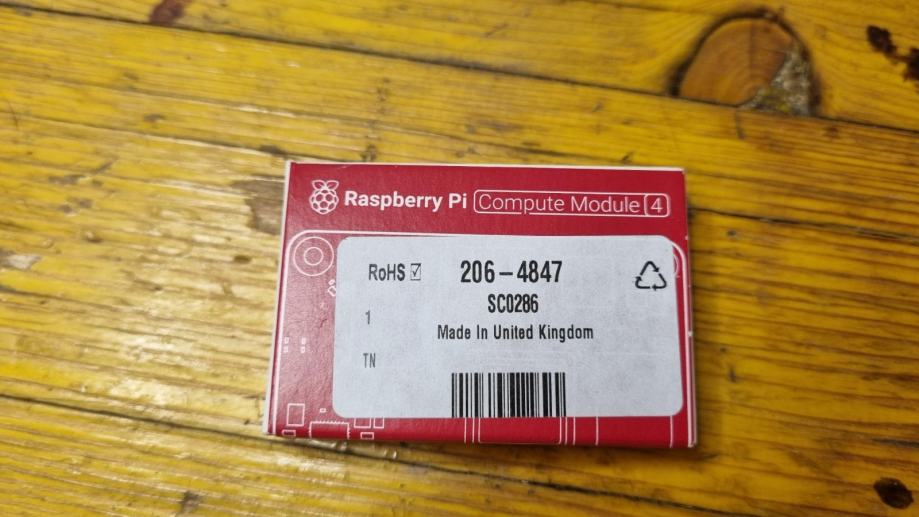 Raspberry Pi Compute Module 4
RoHS ☑ 206-4847
SC0286
1
Made In United Kingdom
TN